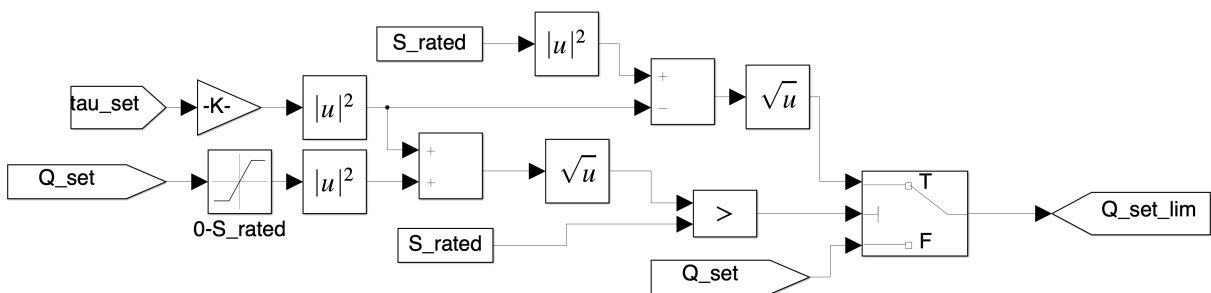 S_rated
|u|²
+
−
√u
tau_set
-K-
|u|²
+
+
√u
Q_set
0-S_rated
|u|²
>
S_rated
Q_set
T
F
Q_set_lim